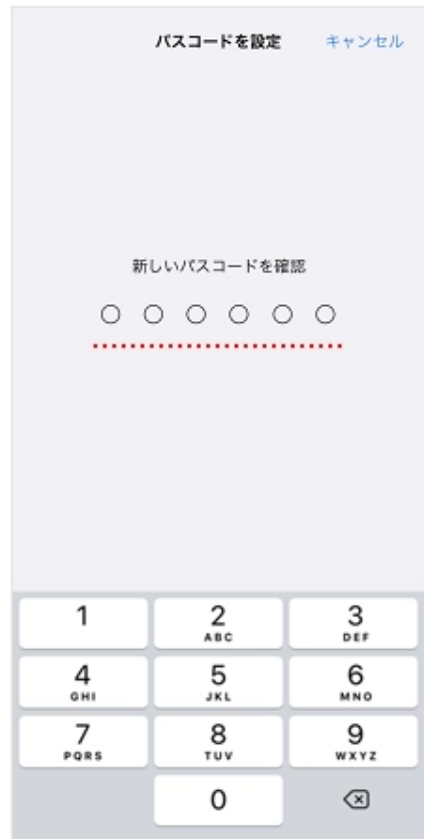 パスコードを設定 キャンセル
新しいパスコードを確認
1 2 3
ABC DEF
4 5 6
GHI JKL MNO
7 8 9
PQRS TUV WXYZ
0